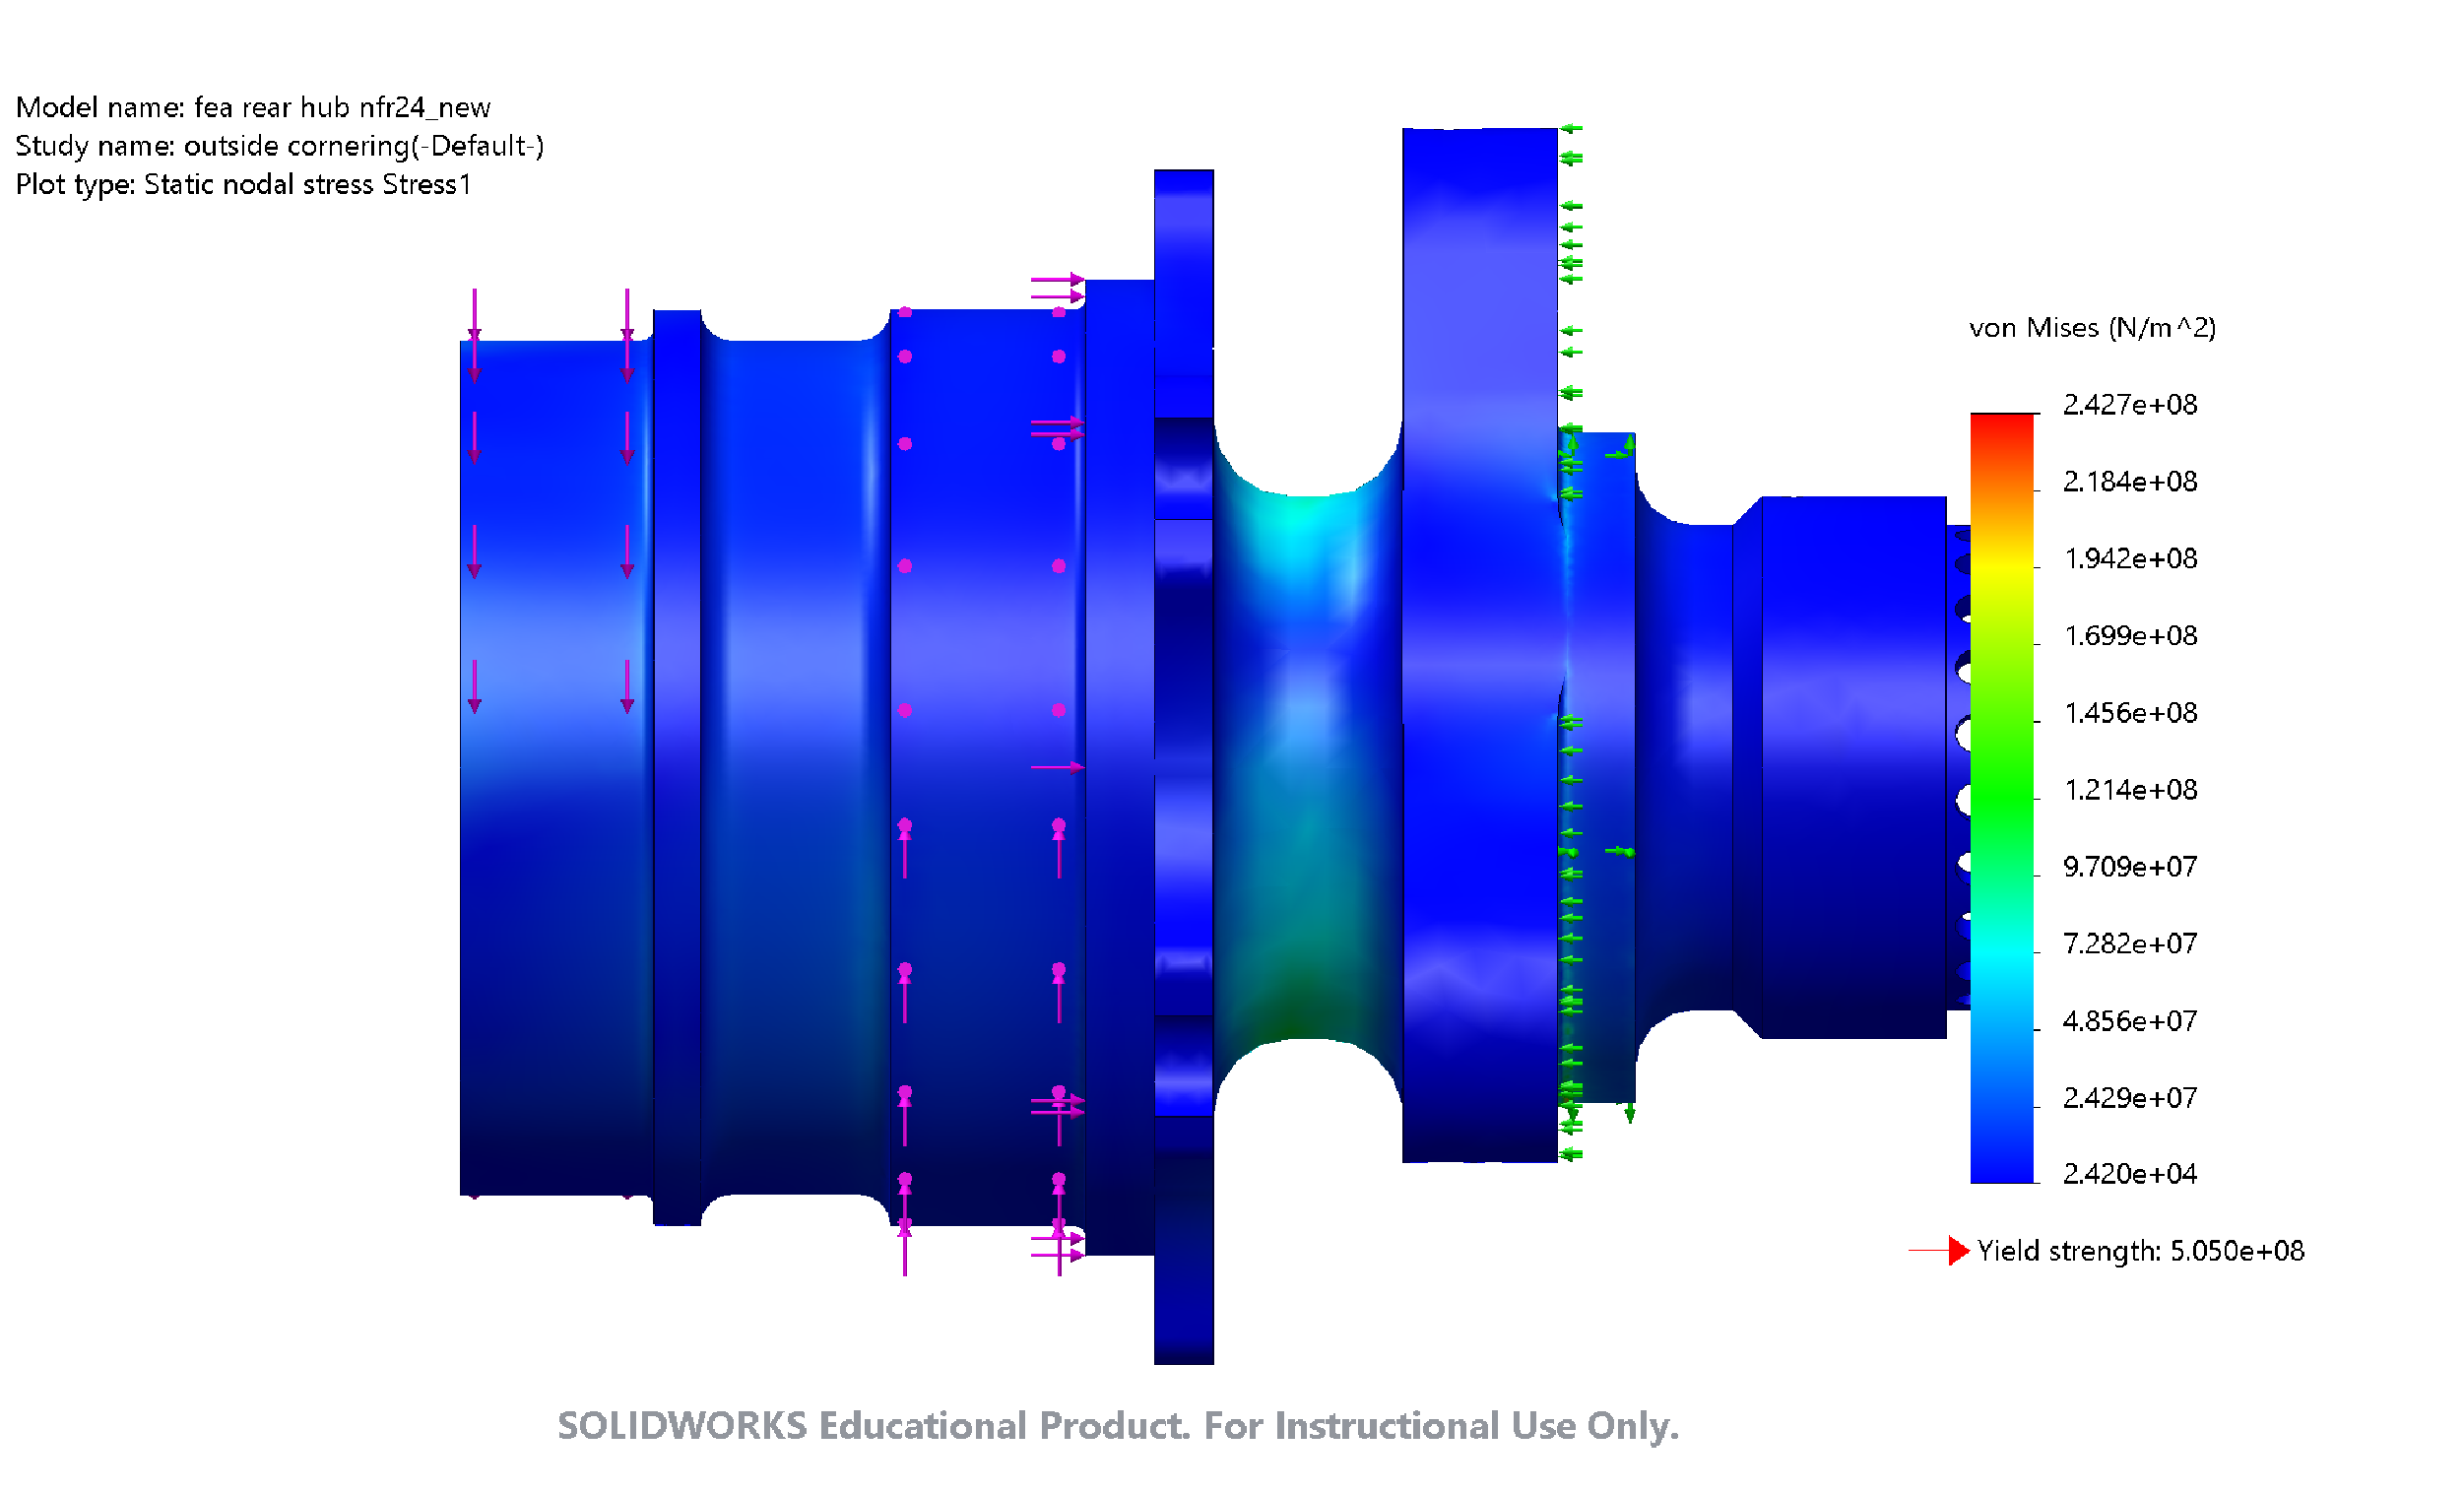 Model name: fea rear hub nfr24_new
Study name: outside cornering(-Default-)
Plot type: Static nodal stress Stress1
von Mises (N/m^2)
2.427e+08
2.184e+08
1.942e+08
1.699e+08
1.456e+08
1.214e+08
9.709e+07
7.282e+07
4.856e+07
2.429e+07
2.420e+04
Yield strength: 5.050e+08
SOLIDWORKS Educational Product. For Instructional Use Only.